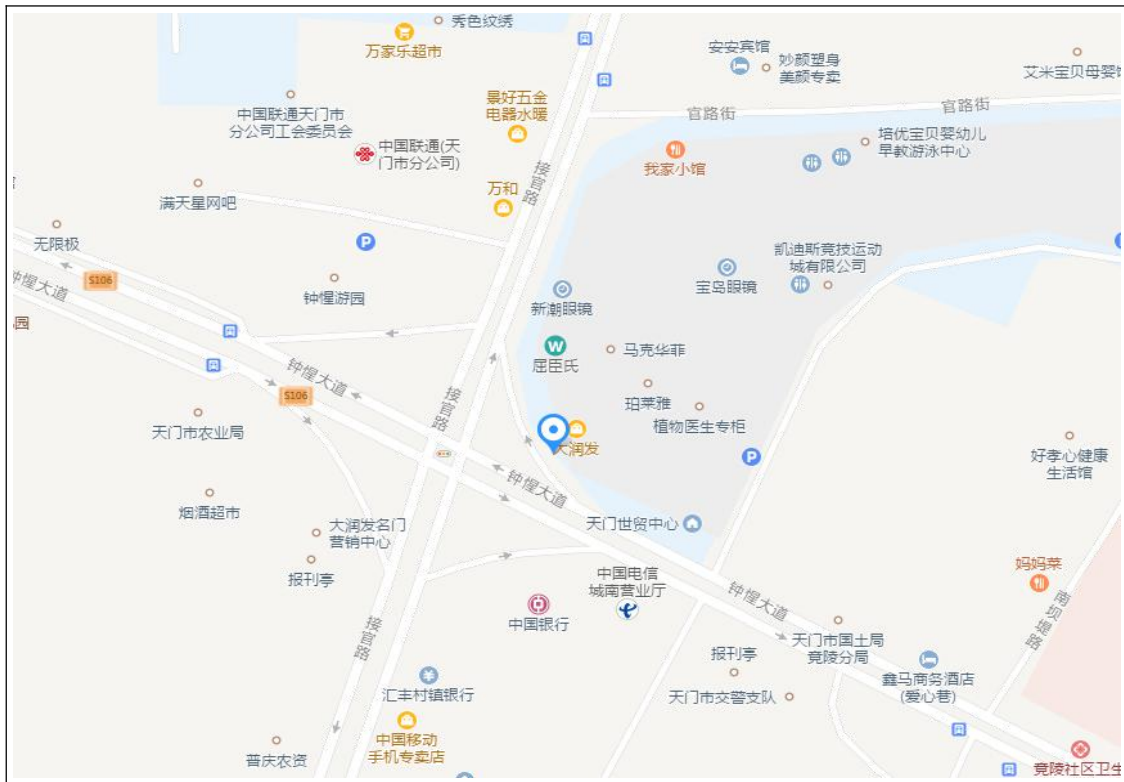 秀色纹绣
万家乐超市
安安宾馆
妙颜塑身
美颜专卖
艾米宝贝母婴馆
中国联通天门市
分公司工会委员会
景好五金
电器水暖
官路街
官路街
中国联通(天
门市分公司)
接官路
培优宝贝婴幼儿
早教游泳中心
我家小馆
满天星网吧
万和
无限极
P
S106
钟惺大道
钟惺游园
凯迪斯竞技运动
城有限公司
宝岛眼镜
新潮眼镜
园
W
屈臣氏
马克华菲
钟惺大道
S106
接官路
珀莱雅
植物医生专柜
天门市农业局
大润发
P
好孝心健康
生活馆
钟惺大道
烟酒超市
天门世贸中心
大润发名门
营销中心
报刊亭
中国电信
城南营业厅
妈妈菜
钟惺大道
南坝堤路
中国银行
接官路
天门市国土局
竟陵分局
报刊亭
汇丰村镇银行
天门市交警支队
鑫马商务酒店
(爱心巷)
中国移动
手机专卖店
普庆农资
竟陵社区卫生